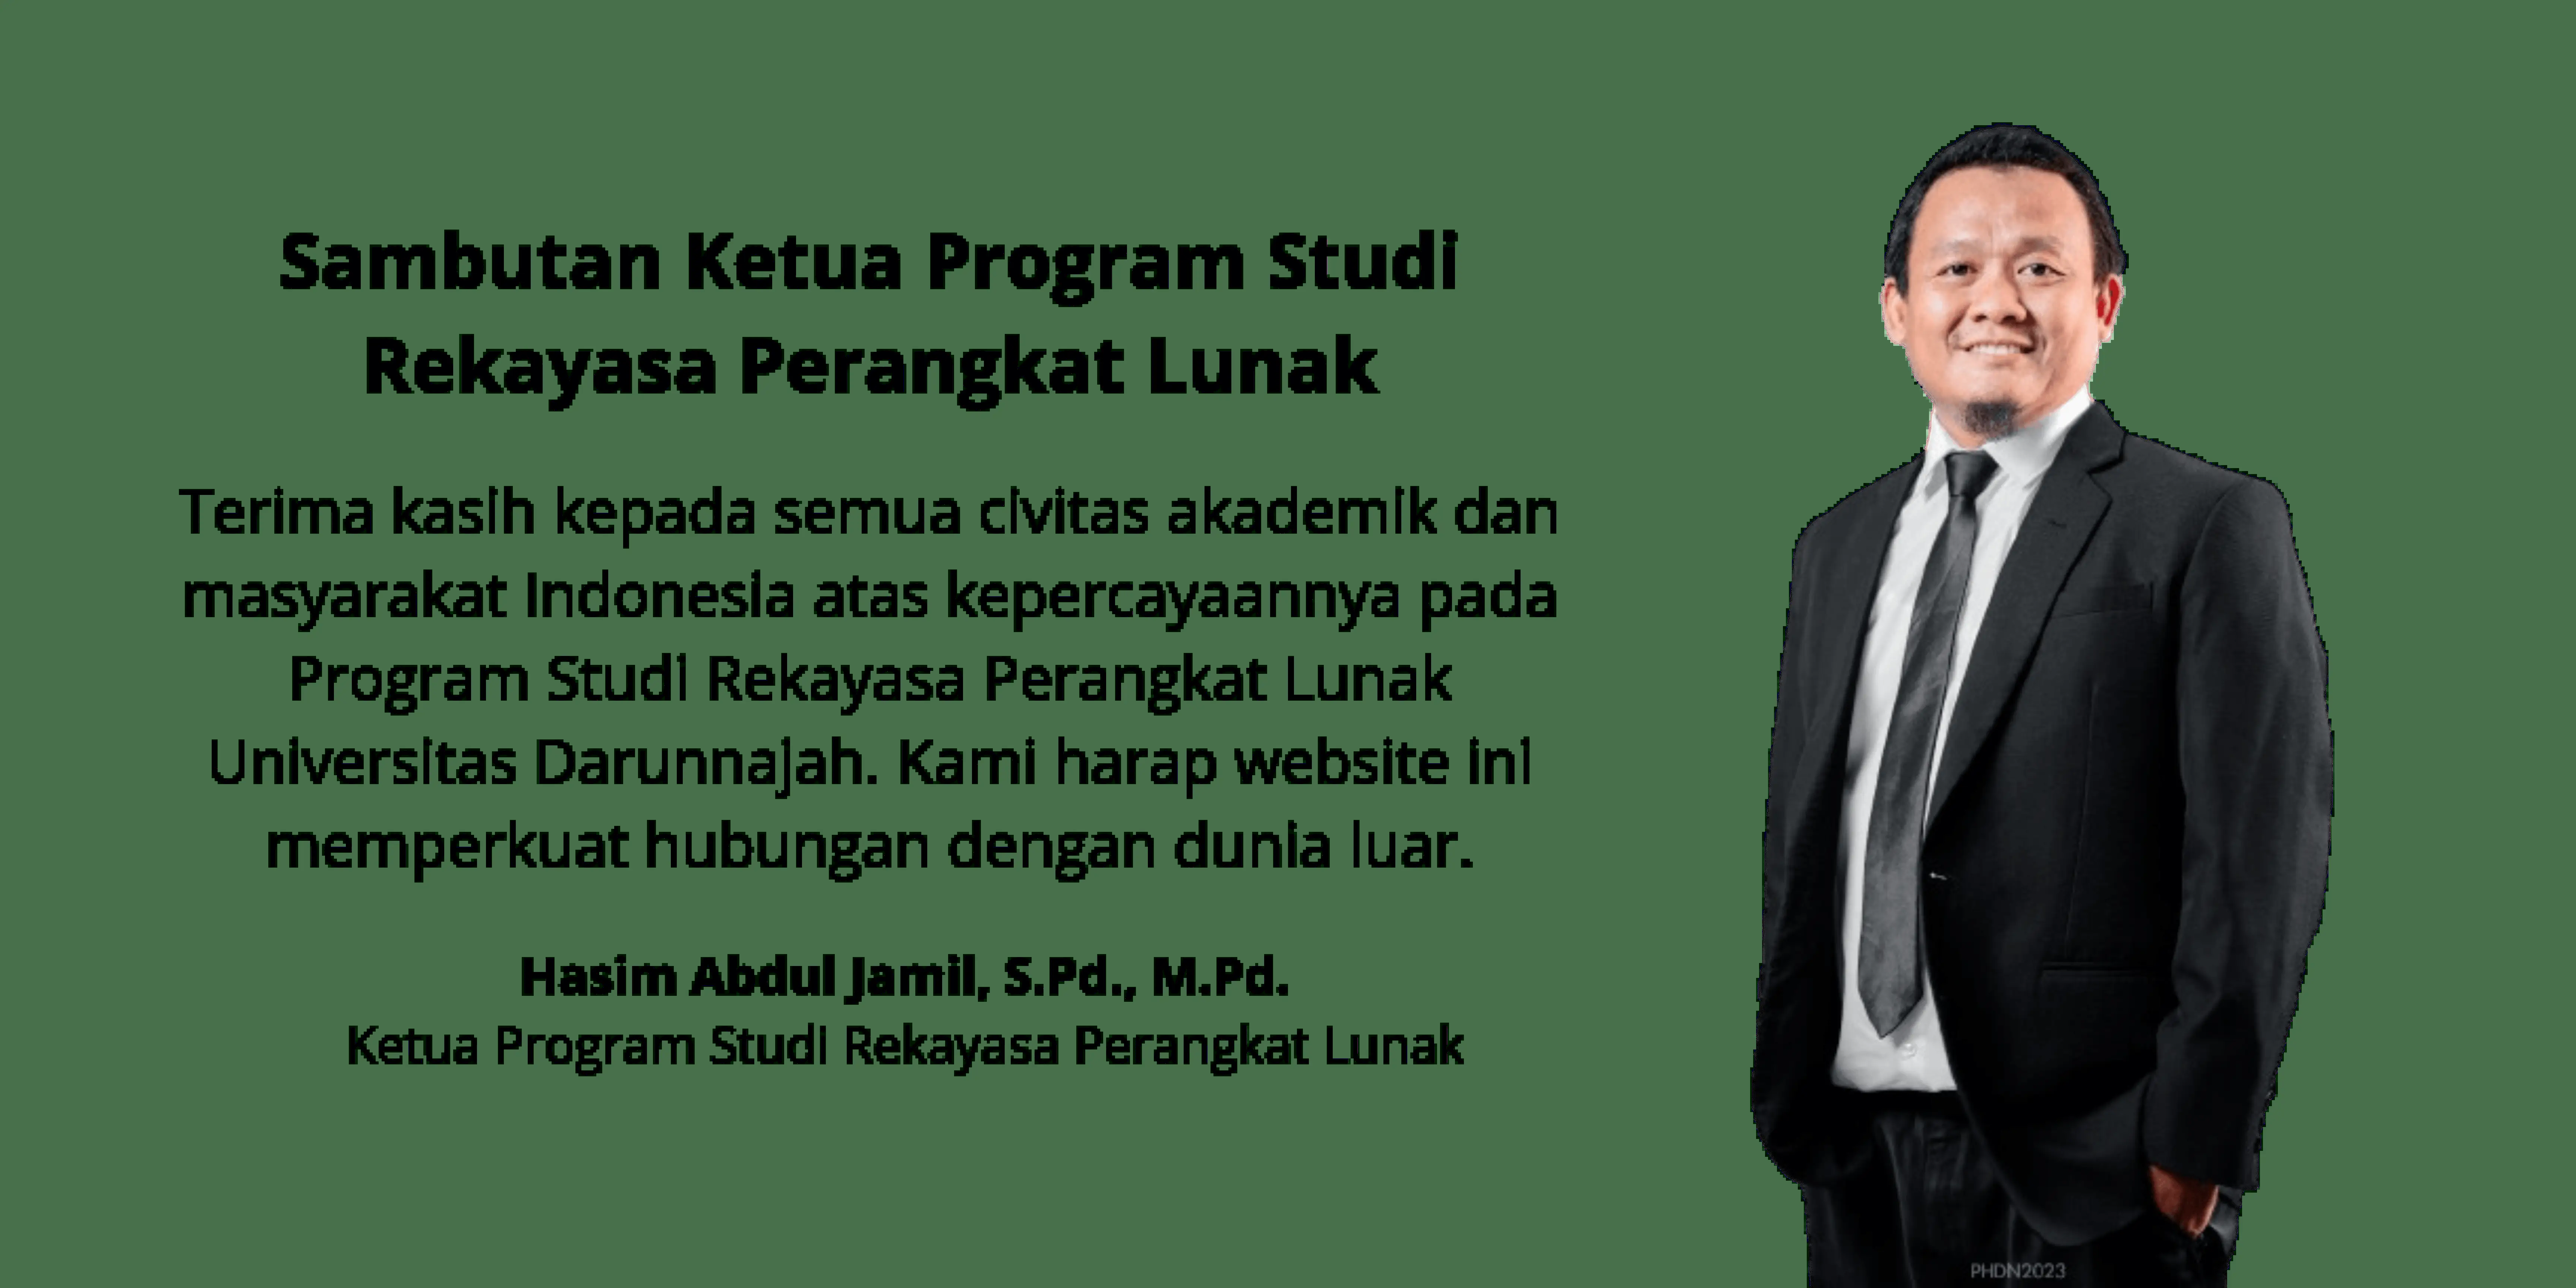 Sambutan Ketua Program Studi
Rekayasa Perangkat Lunak
Terima kasih kepada semua civitas akademik dan
masyarakat Indonesia atas kepercayaannya pada
Program Studi Rekayasa Perangkat Lunak
Universitas Darunnajah. Kami harap website ini
memperkuat hubungan dengan dunia luar.
Hasim Abdul Jamil, S.Pd., M.Pd.
Ketua Program Studi Rekayasa Perangkat Lunak
PHDN2023